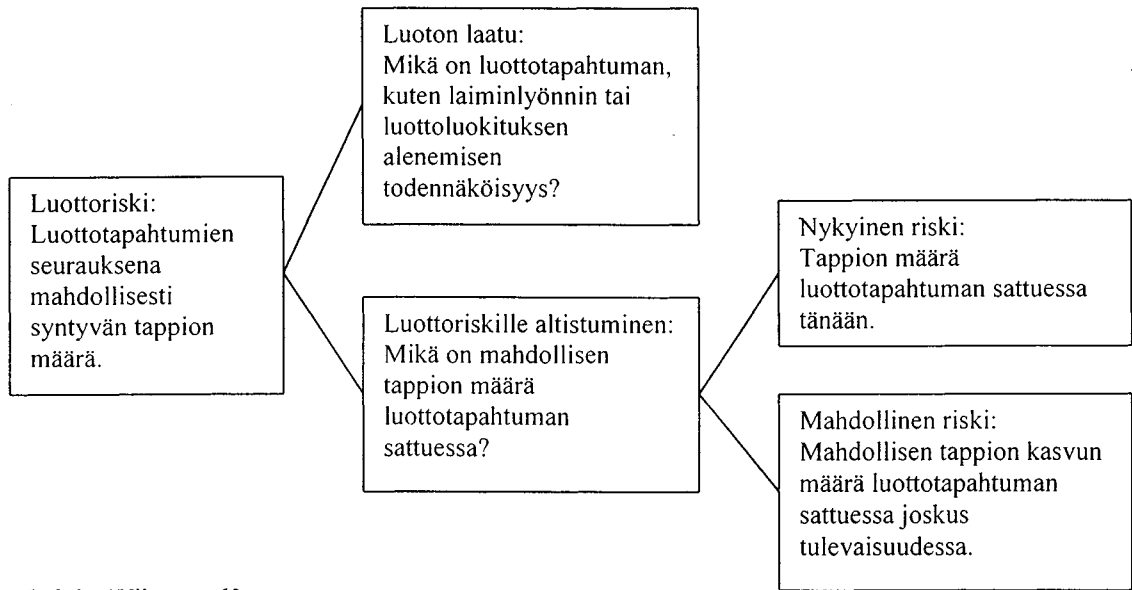 Luoton laatu:
Mikä on luottotapahtuman,
kuten laiminlyönnin tai
luottoluokituksen
alenemisen
todennäköisyys?
Luottoriski:
Luottotapahtumien
seurauksena
mahdollisesti
syntyvän tappion
määrä.
Luottoriskille altistuminen:
Mikä on mahdollisen
tappion määrä
luottotapahtuman
sattuessa?
Nykyinen riski:
Tappion määrä
luottotapahtuman sattuessa
tänään.
Mahdollinen riski:
Mahdollisen tappion kasvun
määrä luottotapahtuman
sattuessa joskus
tulevaisuudessa.